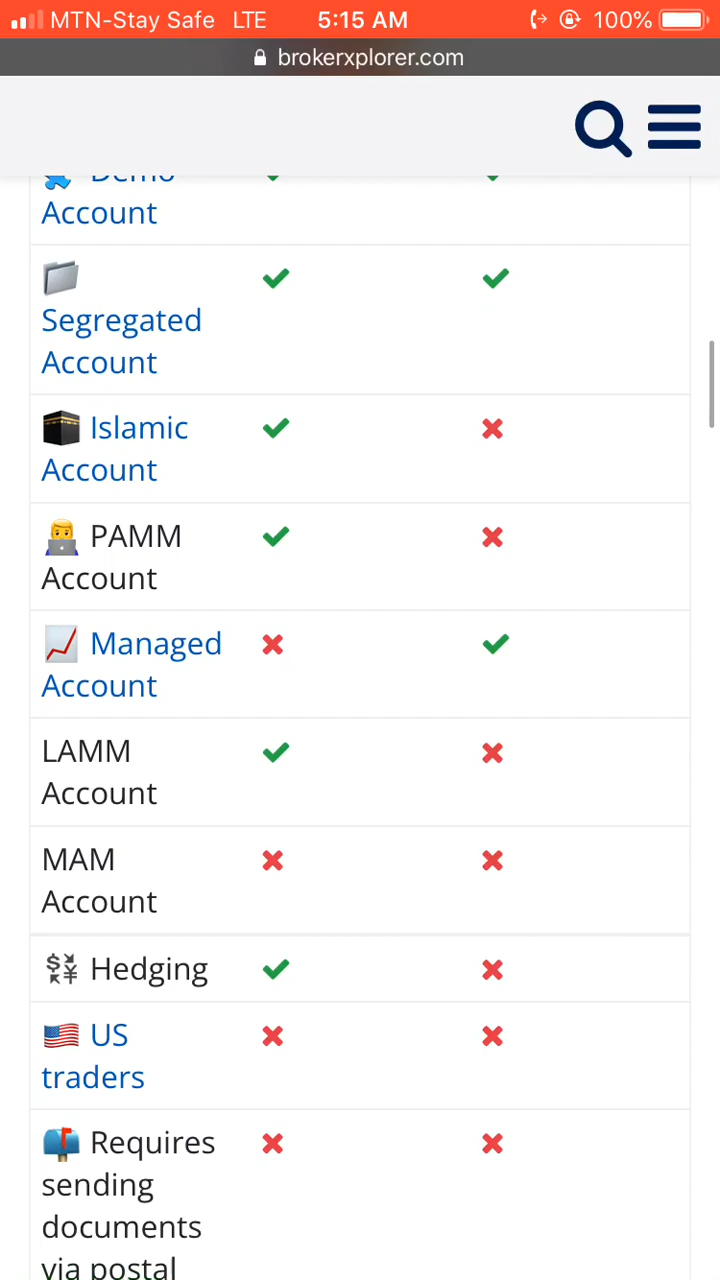 MTN-Stay Safe LTE 5:15 AM 100%
brokerxplorer.com
Demo
Account
Segregated
Account
Islamic
Account
PAMM
Account
Managed
Account
LAMM
Account
MAM
Account
Hedging
US
traders
Requires
sending
documents
via postal